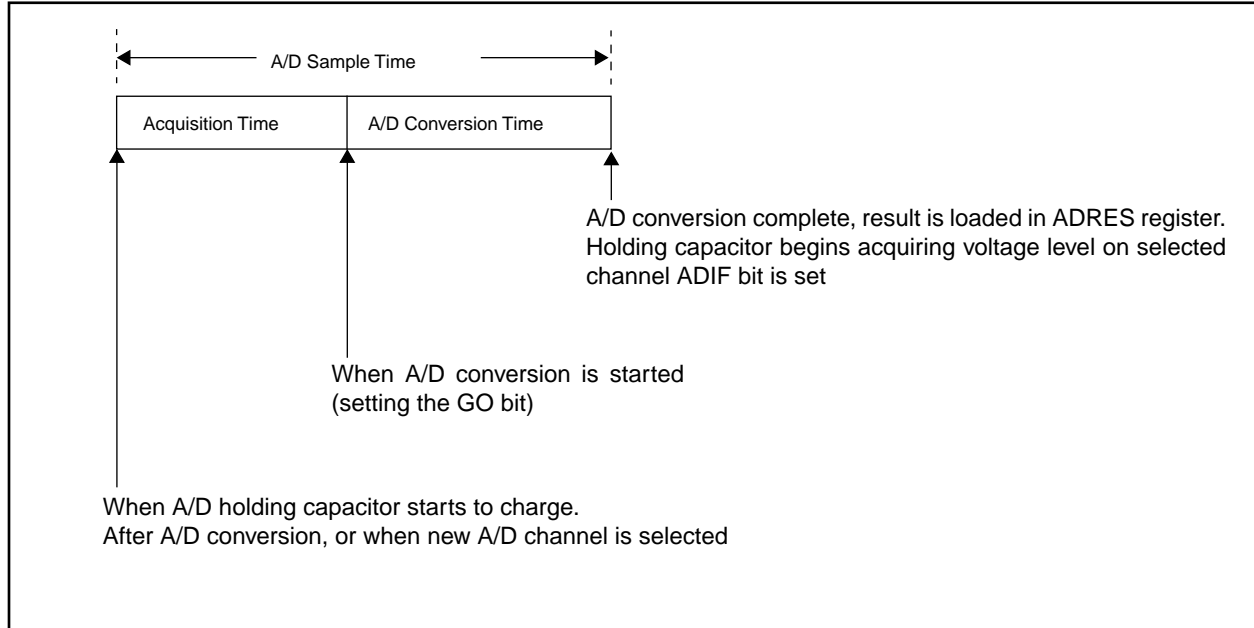 A/D Sample Time
Acquisition Time
A/D Conversion Time
A/D conversion complete, result is loaded in ADRES register.
Holding capacitor begins acquiring voltage level on selected
channel ADIF bit is set
When A/D conversion is started
(setting the GO bit)
When A/D holding capacitor starts to charge.
After A/D conversion, or when new A/D channel is selected